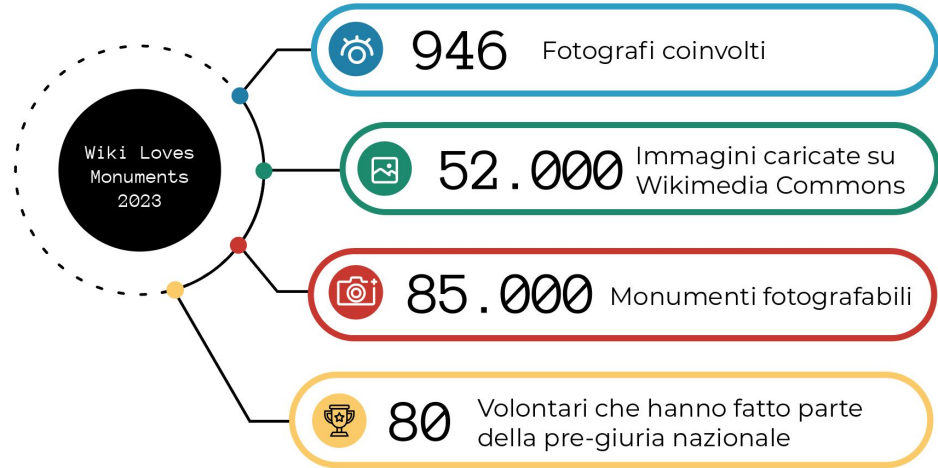 Wiki Loves
Monuments
2023
946
Fotografi coinvolti
52.000
Immagini caricate su
Wikimedia Commons
85.000
Monumenti fotografabili
80
Volontari che hanno fatto parte
della pre-giuria nazionale